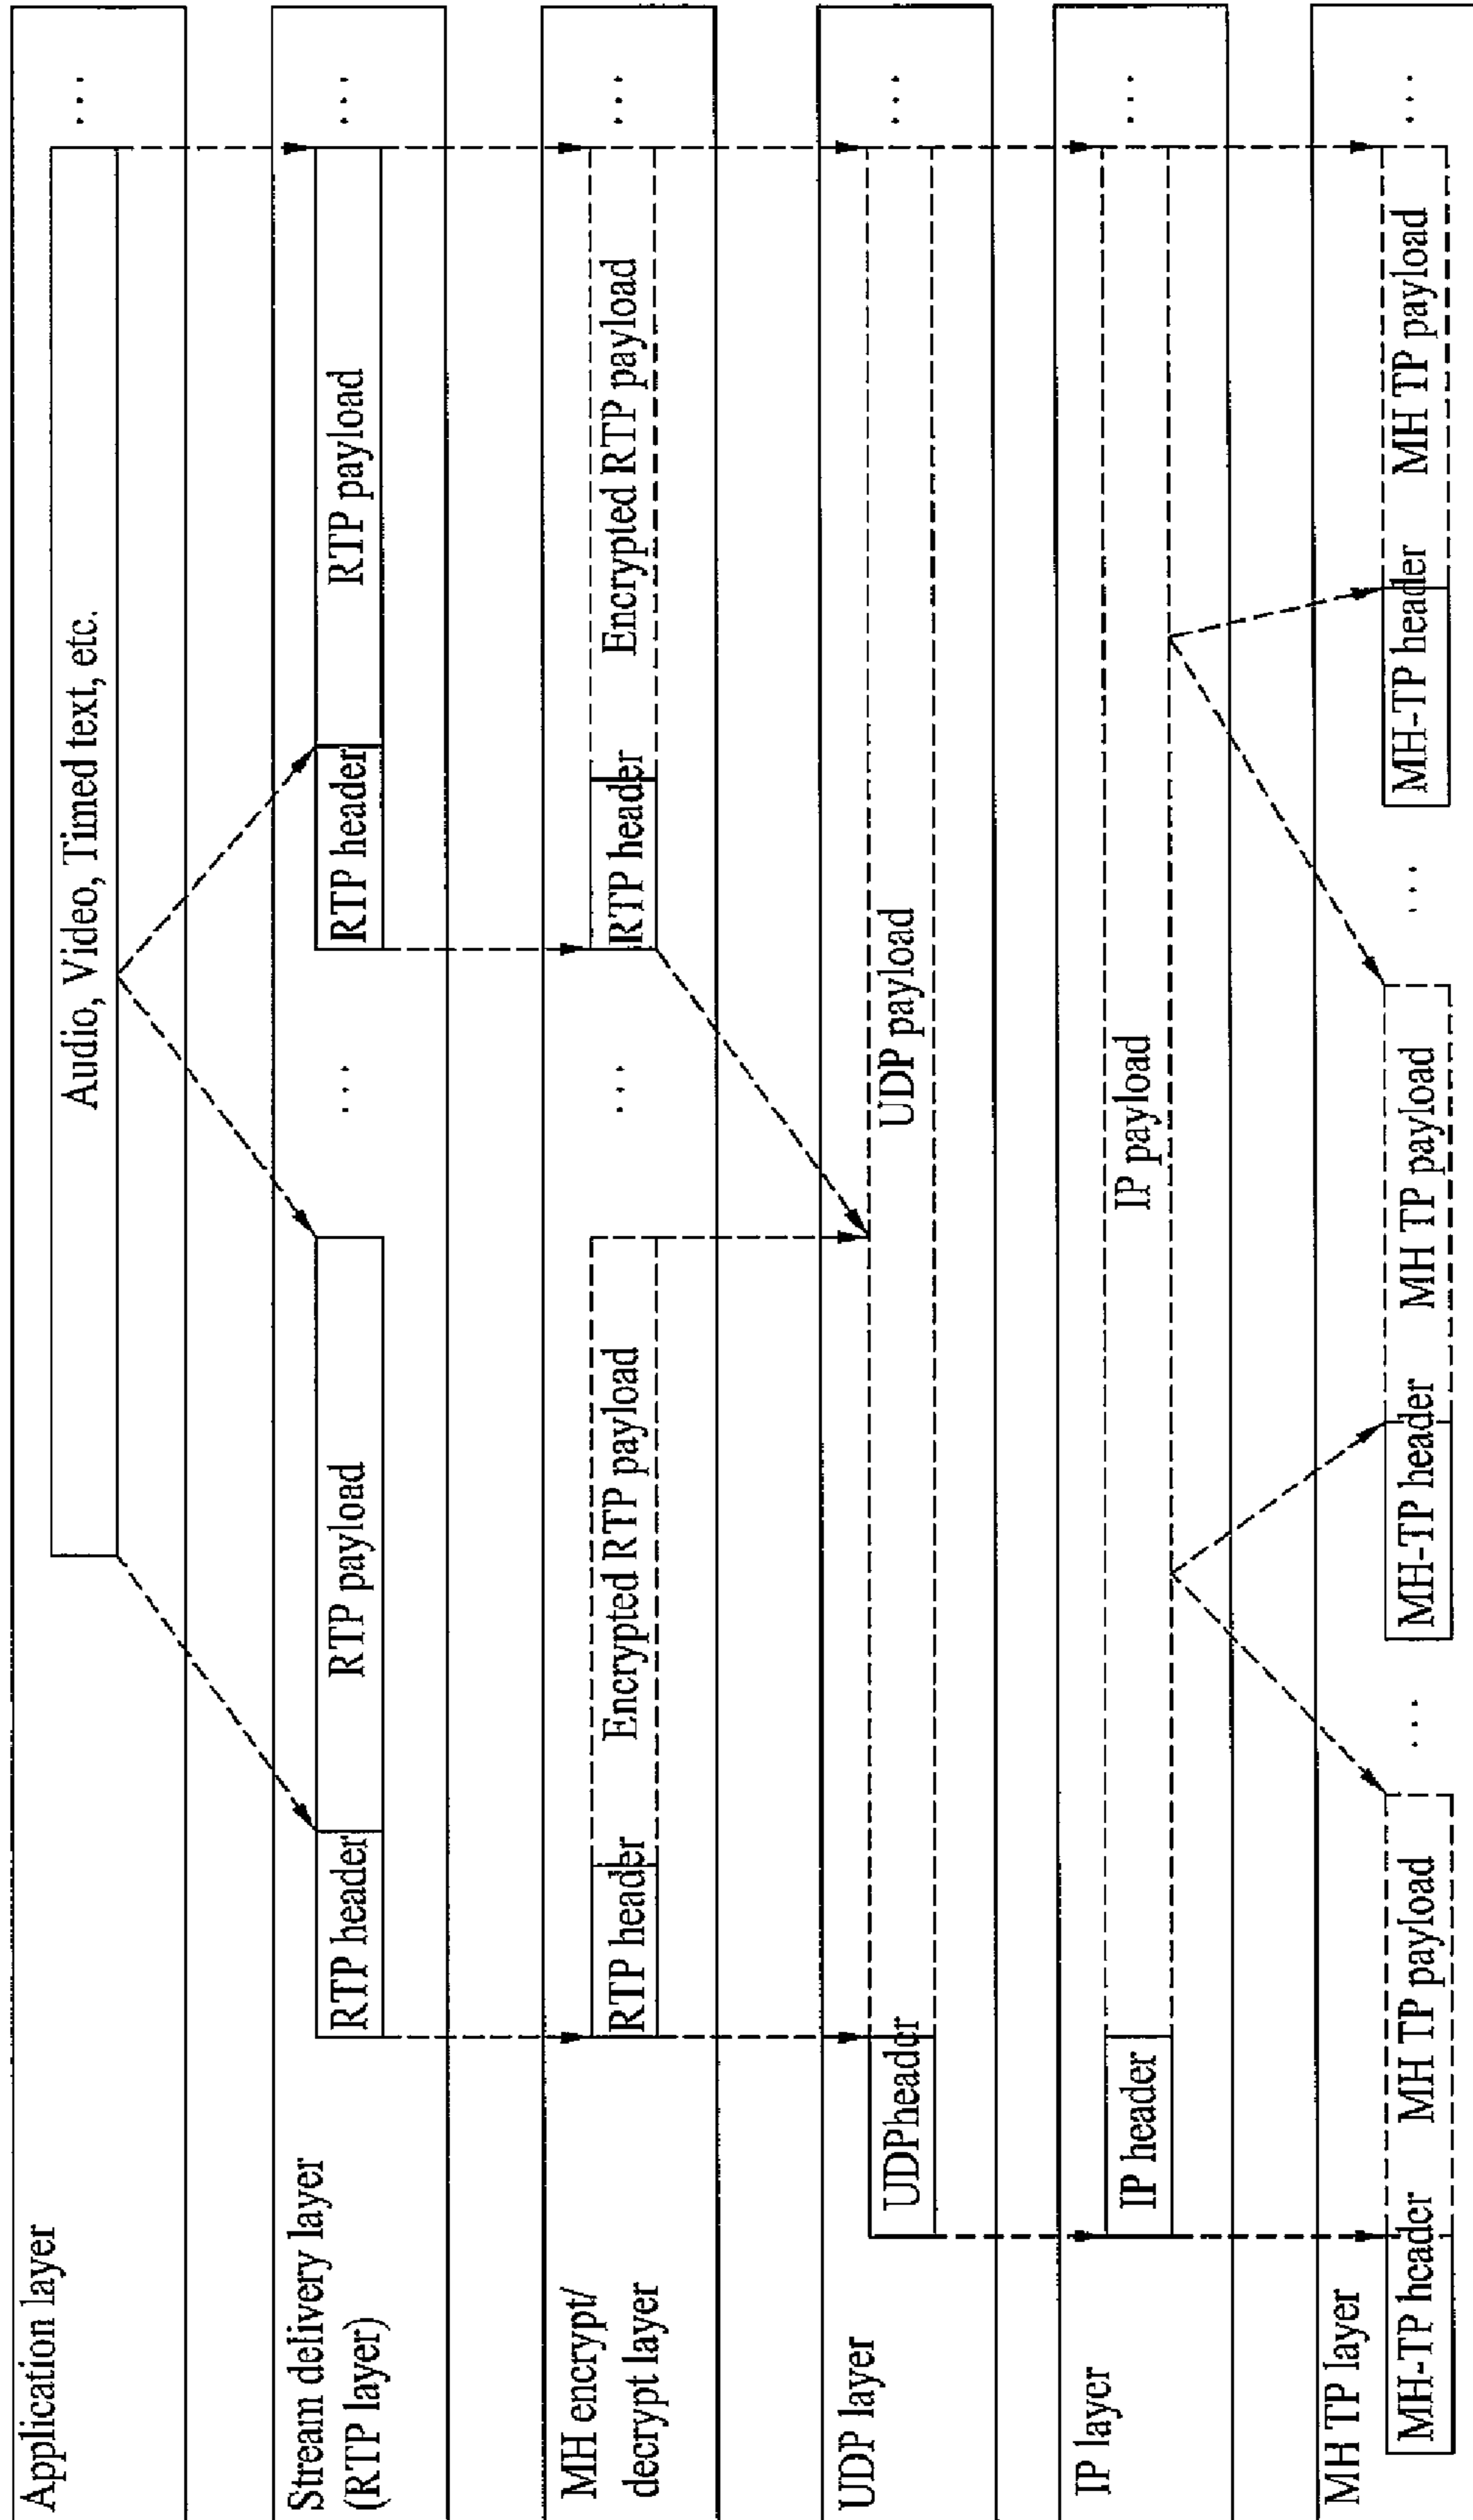 Application layer
Audio, Video, Timed text, etc.
...
Stream delivery layer
(RTP layer)
RTP header
RTP payload
...
RTP header
RTP payload
...
MH encrypt/
decrypt layer
RTP header
Encrypted RTP payload
...
RTP header
Encrypted RTP payload
...
UDP layer
UDPheader
UDP payload
...
IP layer
IP header
IP payload
...
MH TP layer
MH-TP header
MH TP payload
...
MH-TP header
MH TP payload
...
MH-TP header
MH TP payload
...